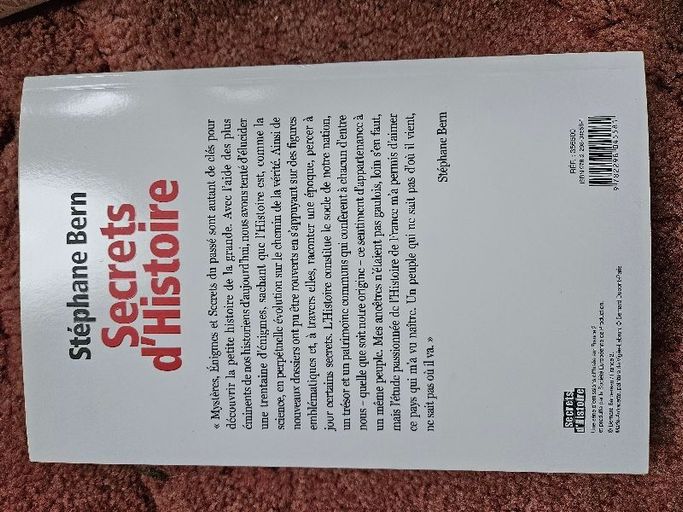 Stéphane Bern
Secrets
d'Histoire
« Mystères, Énigmes et Secrets du passé sont autant de clés pour
découvrir la petite histoire de la grande. Avec l'aide des plus
éminents de nos historiens d'aujourd'hui, nous avons tenté d'élucider
une trentaine d'énigmes, sachant que l'Histoire est, comme la
science, en perpétuelle évolution sur le chemin de la vérité. Ainsi de
nouveaux dossiers ont pu être rouverts en s'appuyant sur des figures
emblématiques et, à travers elles, raconter une époque, percer à
jour certains secrets. L'Histoire constitue le socle de notre nation,
un trésor et un patrimoine communs qui confèrent à chacun d'entre
nous – quelle que soit notre origine – ce sentiment d'appartenance à
un même peuple. Mes ancêtres n'étaient pas gaulois, loin s'en faut,
mais l'étude passionnée de l'Histoire de France m'a permis d'aimer
ce pays qui m'a vu naître. Un peuple qui ne sait pas d'où il vient,
ne sait pas où il va. »
Stéphane Bern
Secrets
d'Histoire